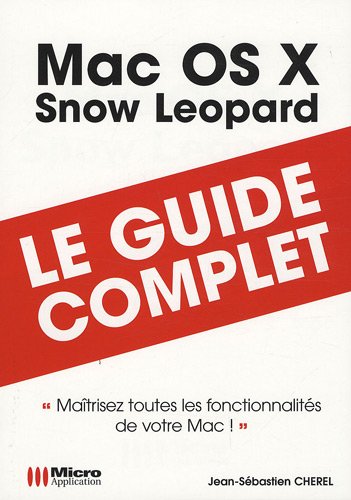 Mac OS X
Snow Leopard
LE GUIDE
COMPLET
“ Maîtrisez toutes les fonctionnalités
de votre Mac ! ”
Micro
Application
Jean-Sébastien CHEREL